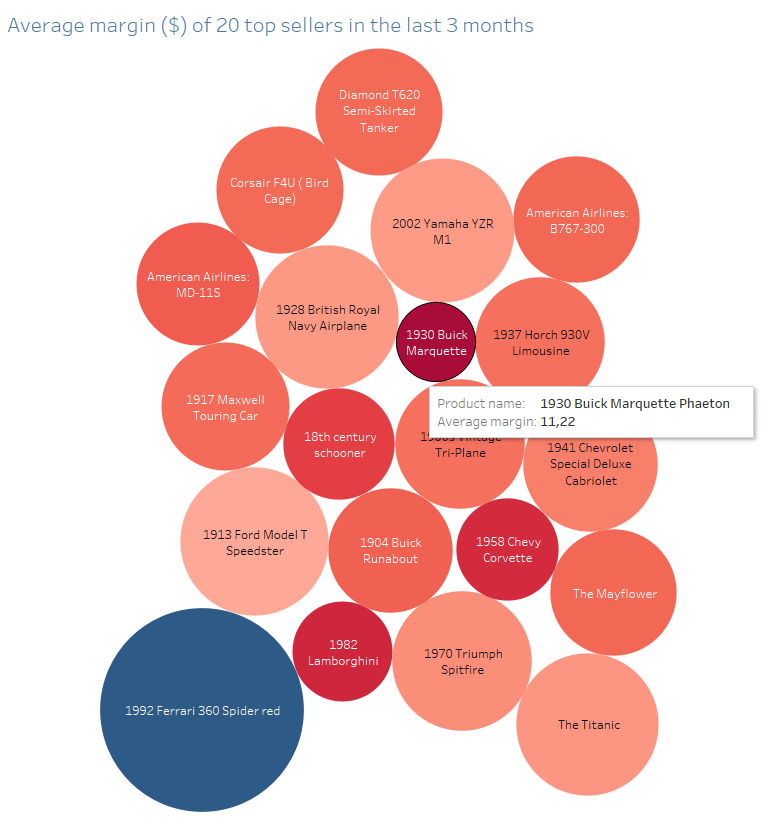 Average margin ($) of 20 top sellers in the last 3 months
Diamond T620
Semi-Skirted
Tanker
Corsair F4U ( Bird
Cage)
2002 Yamaha YZR
M1
American Airlines:
B767-300
American Airlines:
MD-11S
1928 British Royal
Navy Airplane
1930 Buick
Marquette
1937 Horch 930V
Limousine
Product name: 1930 Buick Marquette Phaeton
Average margin: 11,22
1917 Maxwell
Touring Car
18th century
schooner
Tri-Plane
1941 Chevrolet
Special Deluxe
Cabriolet
1913 Ford Model T
Speedster
1904 Buick
Runabout
1958 Chevy
Corvette
The Mayflower
1982
Lamborghini
1970 Triumph
Spitfire
1992 Ferrari 360 Spider red
The Titanic